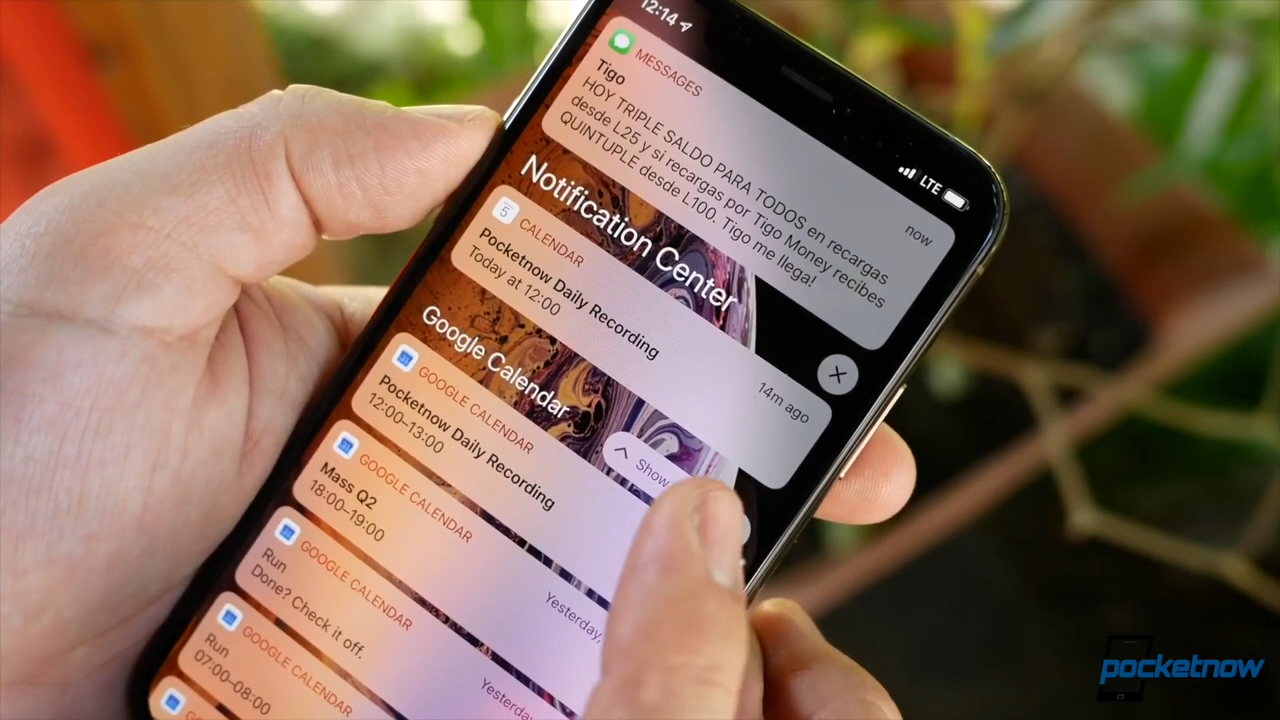 12:14
LTE
MESSAGES
now
Tigo
HOY TRIPLE SALDO PARA TODOS en recargas
desde L25 y si recargas por Tigo Money recibes
QUINTUPLE desde L100. Tigo me llega!
Notification Center
5
CALENDAR
14m ago
Pocketnow Daily Recording
Today at 12:00
Google Calendar
Show
GOOGLE CALENDAR
Pocketnow Daily Recording
12:00–13:00
GOOGLE CALENDAR
Yesterday,
Mass Q2
18:00–19:00
GOOGLE CALENDAR
Yesterday,
Run
Done? Check it off.
GOOGLE CALENDAR
Run
07:00–08:00
pocketnow